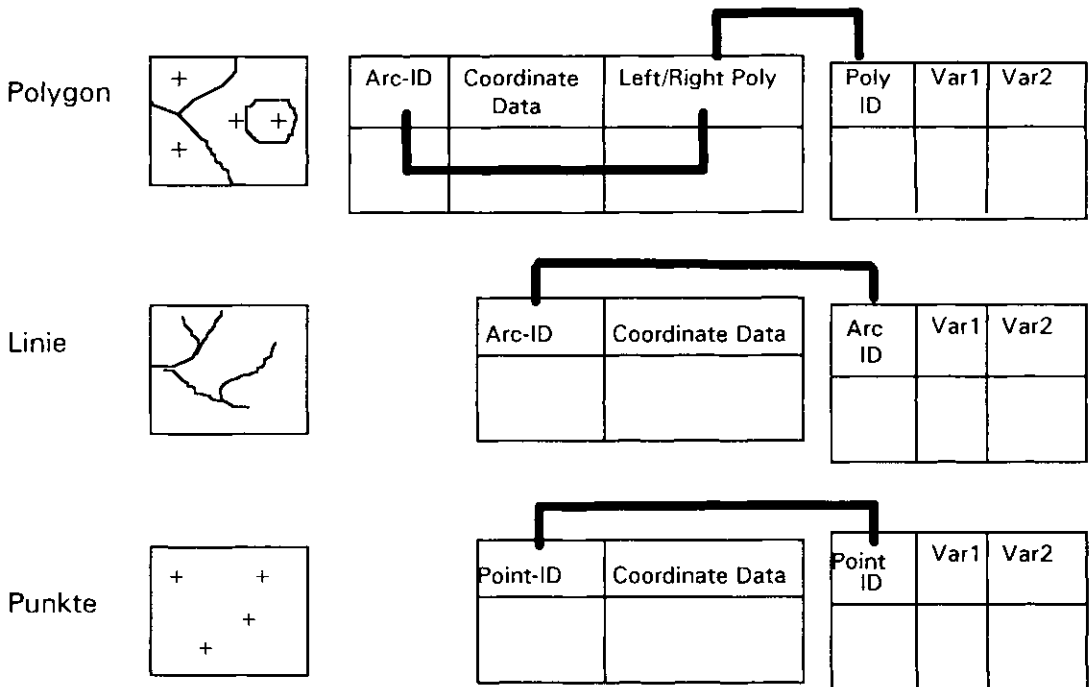 Polygon
Arc-ID
Coordinate
Data
Left/Right Poly
Poly
ID
Var1
Var2
Linie
Arc-ID
Coordinate Data
Arc
ID
Var1
Var2
Punkte
Point-ID
Coordinate Data
Point
ID
Var1
Var2